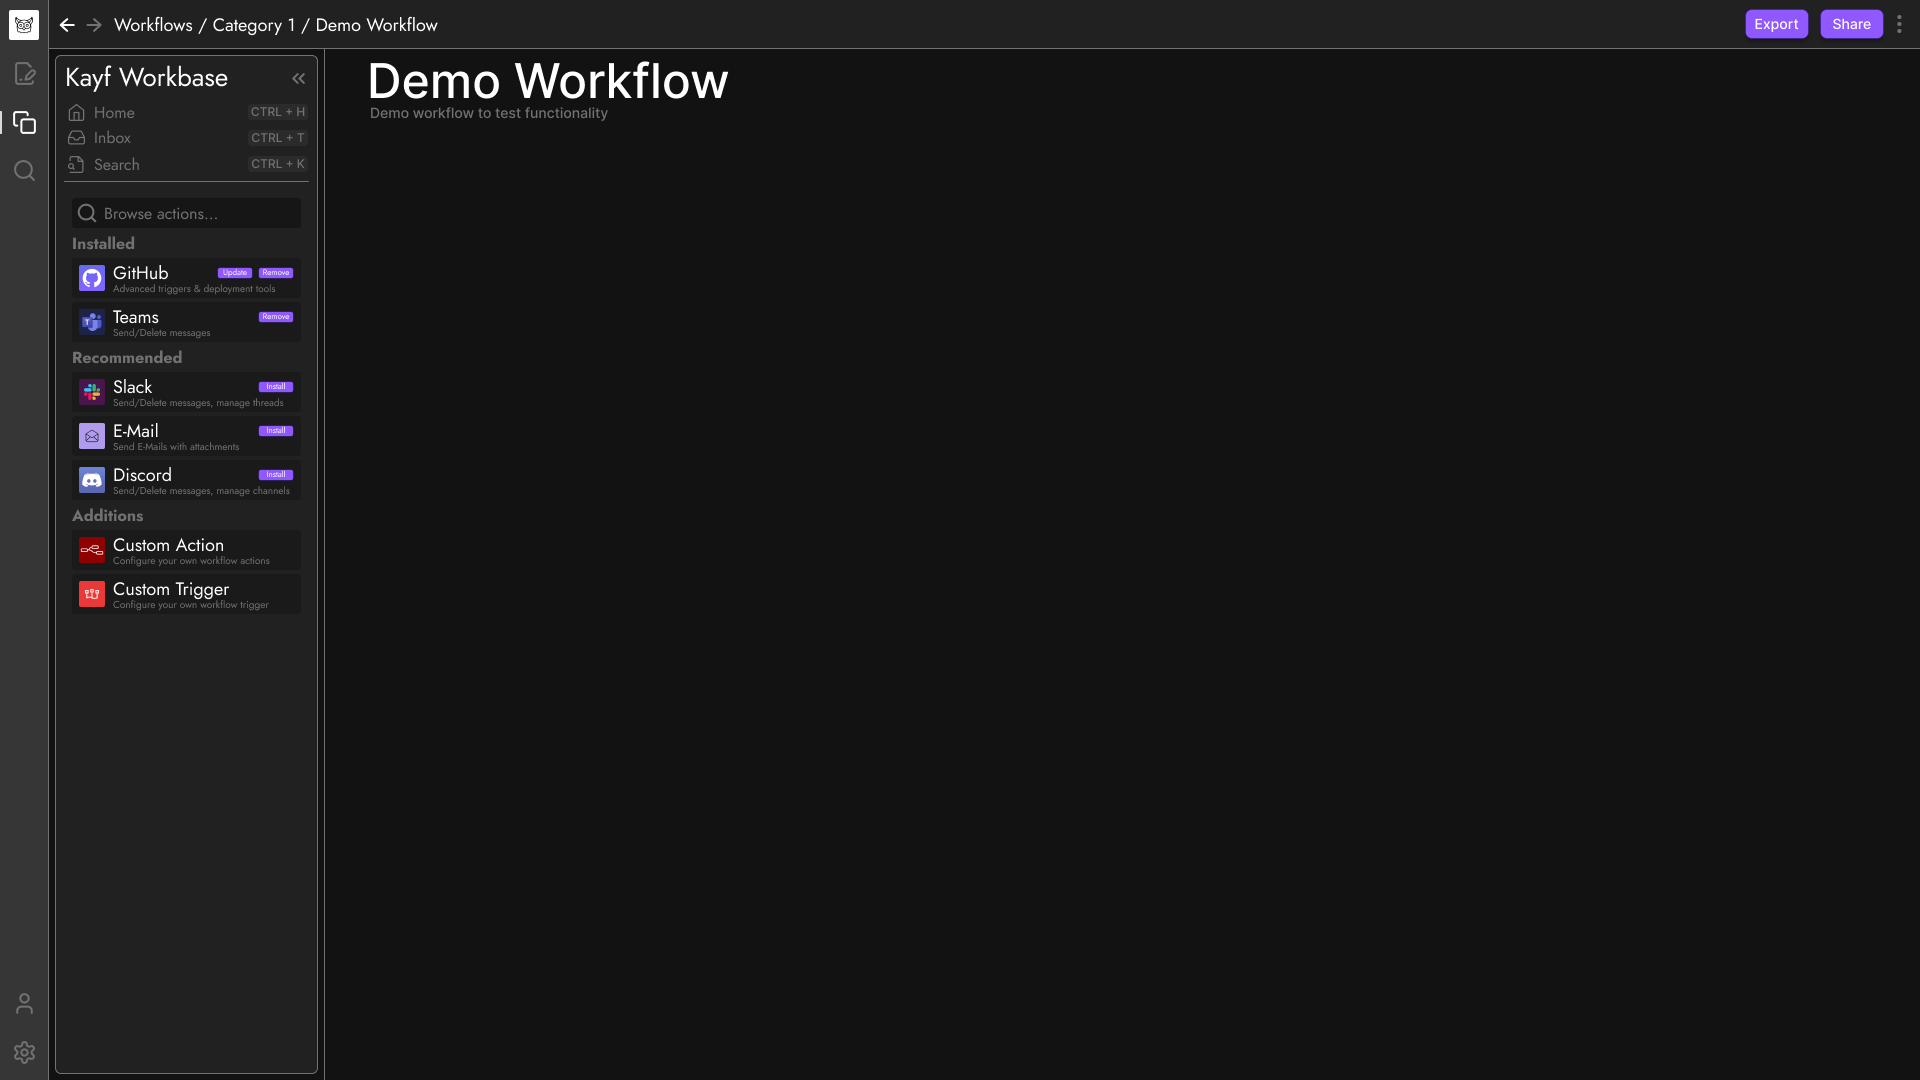 Workflows / Category 1 / Demo Workflow
Export
Share
Kayf Workbase
Home
CTRL + H
Inbox
CTRL + T
Search
CTRL + K
Browse actions...
Installed
GitHub
Update
Remove
Advanced triggers & deployment tools
Teams
Remove
Send/Delete messages
Recommended
Slack
Install
Send/Delete messages, manage threads
E-Mail
Install
Send E-Mails with attachments
Discord
Install
Send/Delete messages, manage channels
Additions
Custom Action
Configure your own workflow actions
Custom Trigger
Configure your own workflow trigger
Demo Workflow
Demo workflow to test functionality